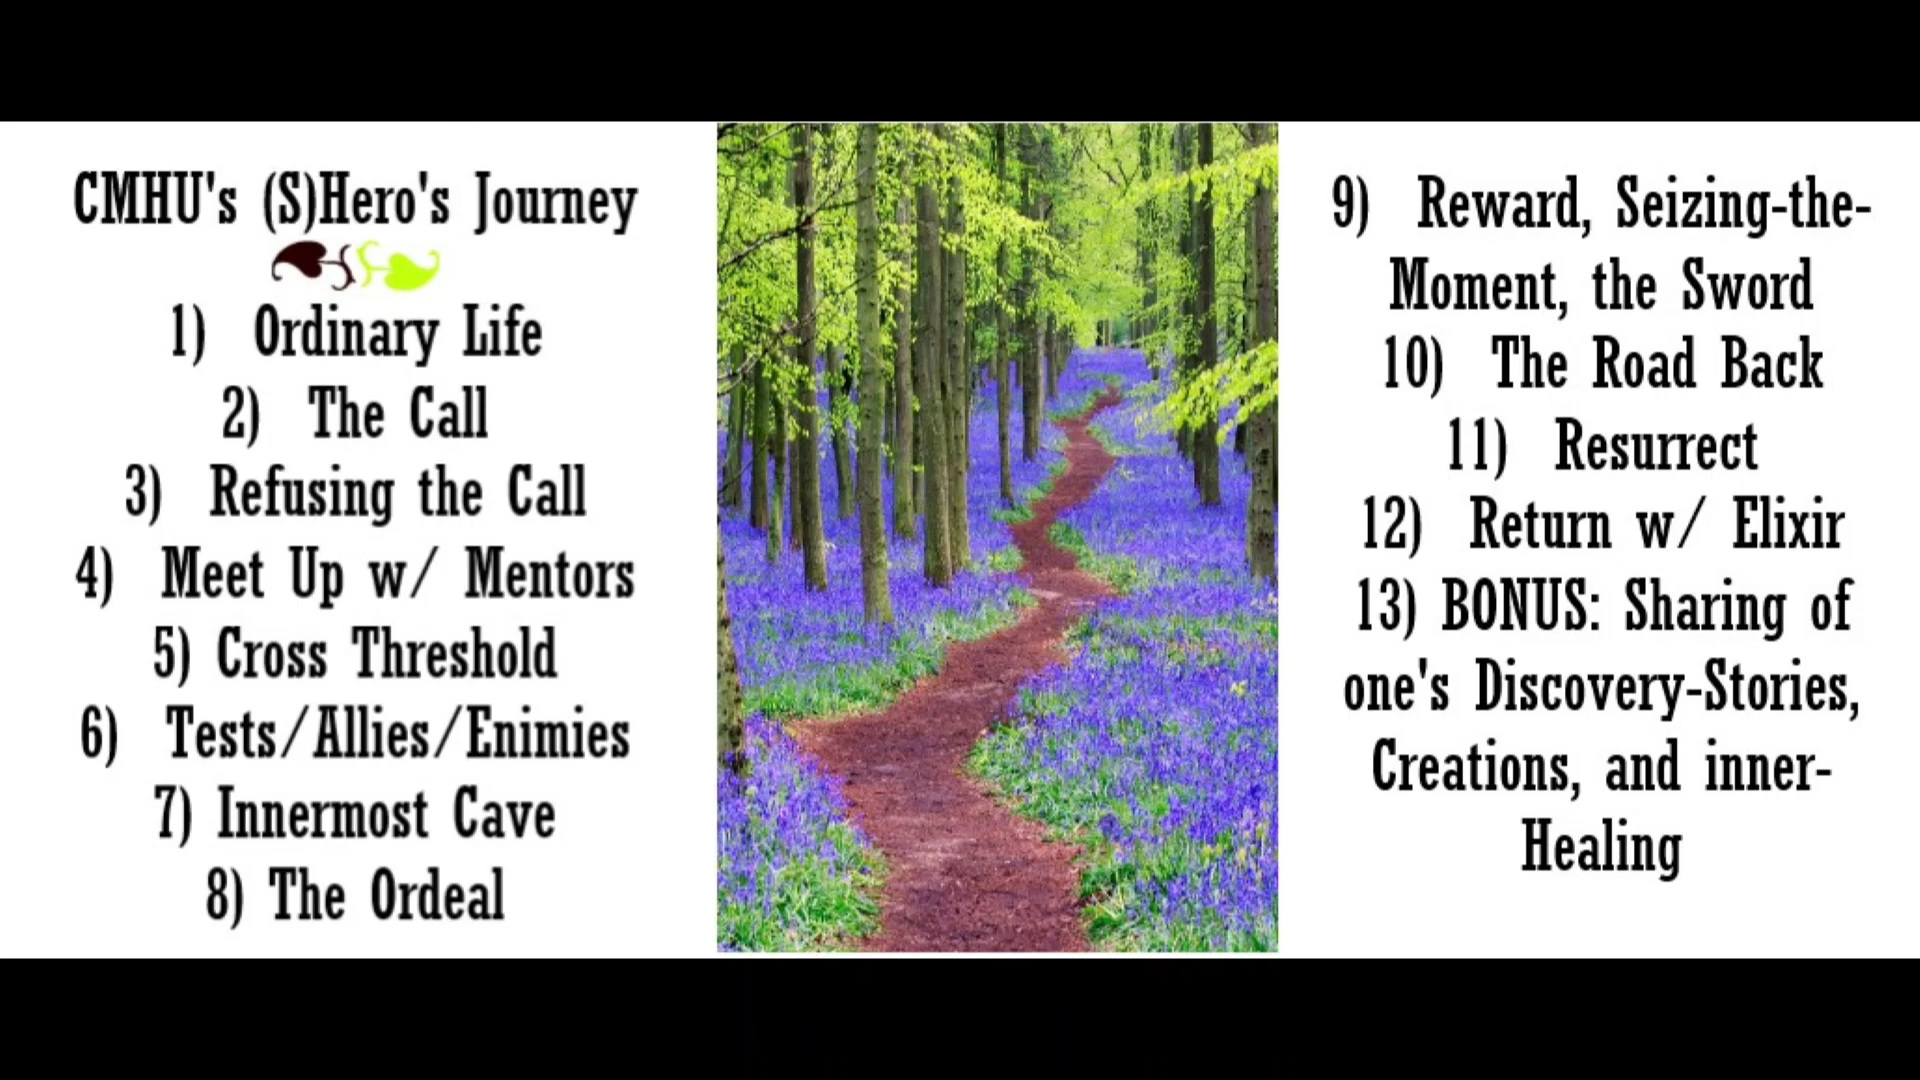 CMHU's (S)Hero's Journey
1) Ordinary Life
2) The Call
3) Refusing the Call
4) Meet Up w/ Mentors
5) Cross Threshold
6) Tests/Allies/Enimies
7) Innermost Cave
8) The Ordeal
9) Reward, Seizing-the-
Moment, the Sword
10) The Road Back
11) Resurrect
12) Return w/ Elixir
13) BONUS: Sharing of
one's Discovery-Stories,
Creations, and inner-
Healing